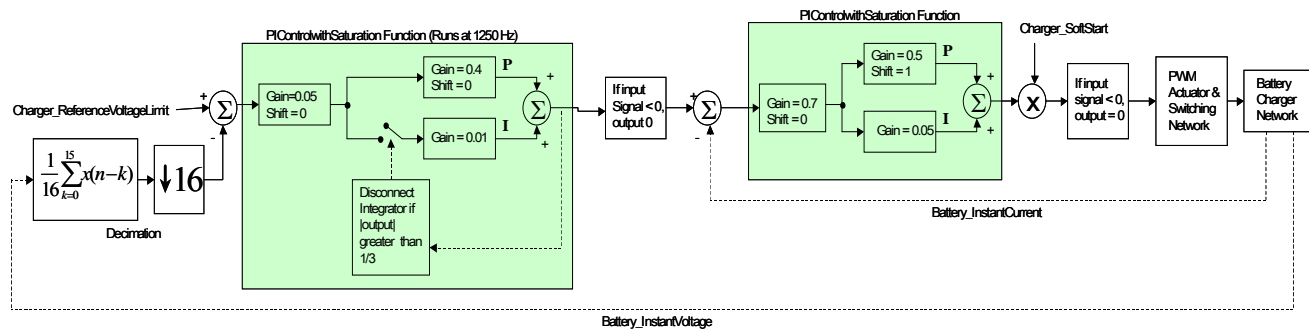 PIControlwithSaturation Function (Runs at 1250 Hz)
PIControlwithSaturation Function
Charger_SoftStart
Charger_ReferenceVoltageLimit
+
-
Σ
Gain=0.05
Shift = 0
Gain = 0.4
Shift = 0
P
Gain = 0.01
I
+
+
Σ
Disconnect
Integrator if
|output|
greater than
1/3
If input
Signal < 0,
output 0
+
-
Σ
Gain = 0.7
Shift = 0
Gain = 0.5
Shift = 1
P
Gain = 0.05
I
+
+
Σ
X
If input
signal < 0,
output = 0
PWM
Actuator &
Switching
Network
Battery
Charger
Network
1/16 15 Σ k=0 x(n−k)
↓16
Decimation
Battery_InstantCurrent
Battery_InstantVoltage